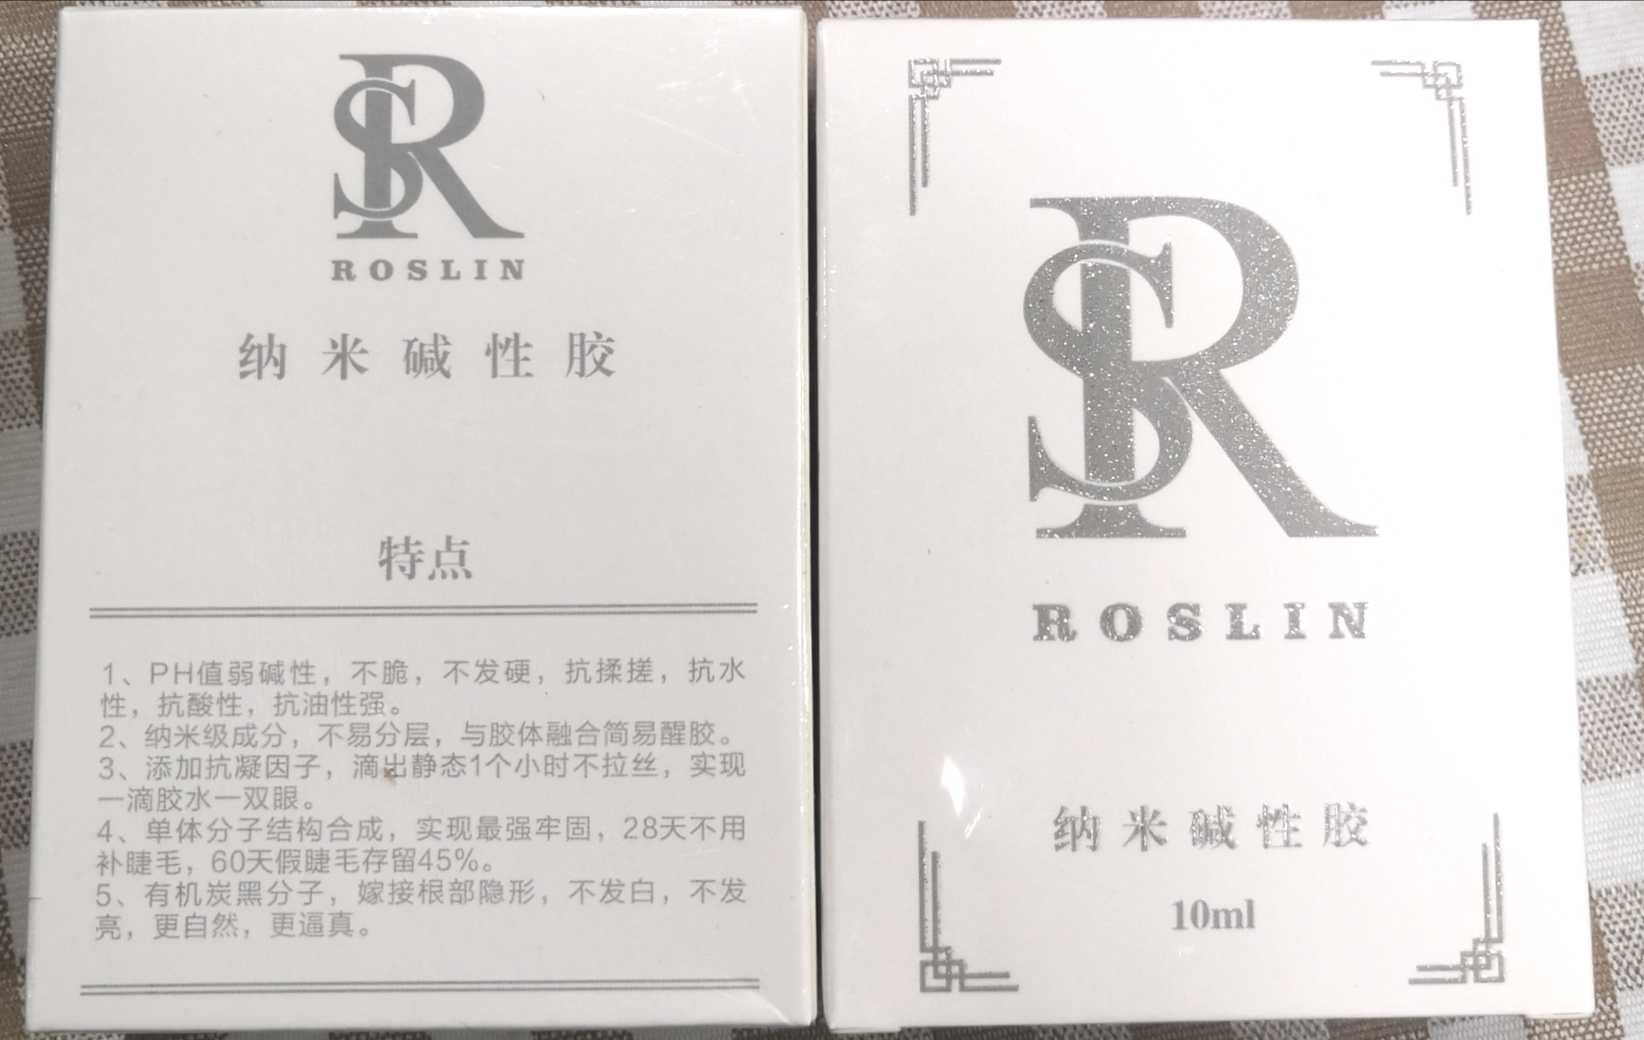 SR
ROSLIN
纳米碱性胶
特点
1、PH值弱碱性，不脆，不发硬，抗揉搓，抗水
性，抗酸性，抗油性强。
2、纳米级成分，不易分层，与胶体融合简易醒胶。
3、添加抗凝因子，滴出静态1个小时不拉丝，实现
一滴胶水一双眼。
4、单体分子结构合成，实现最强牢固，28天不用
补睫毛，60天假睫毛存留45%。
5、有机炭黑分子，嫁接根部隐形，不发白，不发
亮，更自然，更逼真。
SR
ROSLIN
纳米碱性胶
10ml